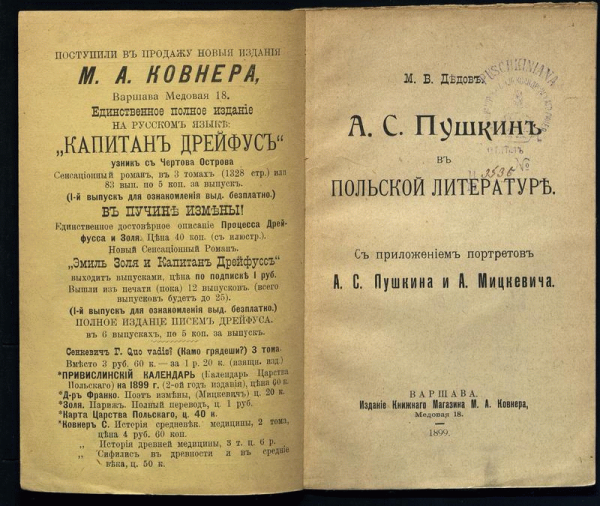 ПОСТУПИЛИ ВЪ ПРОДАЖУ НОВЫЯ ИЗДАНІЯ
М. А. КОВНЕРА,
Варшава Медовая 18.
Единственное полное изданіе
НА РУССКОМЪ ЯЗЫКѢ:
„КАПИТАНЪ ДРЕЙФУСЪ“
узник съ Чертова Острова
Сенсаціонный романъ, въ 3 томахъ (1328 стр.) или
83 вып. по 5 коп. за выпускъ.
(I-й выпускъ для ознакомленія выд. безплатно.)
ВЪ ПУЧИНѢ ИЗМѢНЫ!
Единственное достовѣрное описаніе Процесса Дрей-
фусса и Золя. Цѣна 40 коп. (съ илюстр.).
Новый Сенсаціонный Романъ.
„Эмиль Золя и Капитанъ Дрейфуссъ“
выходитъ выпусками, цѣна по подпискѣ I руб.
Вышли изъ печати (пока) 12 выпусковъ. (всего
выпусковъ будетъ до 25).
(I-й выпускъ для ознакомленія выд. безплатно.)
ПОЛНОЕ ИЗДАНІЕ ПИСЕМЪ ДРЕЙФУСА.
въ 6 выпускахъ, по 5 коп. за выпускъ.
Сенкевичъ Г. Quo vadis? (Камо грядеши?) 3 тома.
Вмѣсто 3 руб. 60 к. — за 1 р. 20 к. (изящн. изд.)
*ПРИВИСЛИНСКІЙ КАЛЕНДАРЬ (Календарь Царства
Польскаго) на 1899 г. (2-ой годъ изданія), цѣна 60 к.
*Д-ръ Франко. Поэтъ измѣны, (Мицкевичъ) ц. 20 к.
*Золя. Парижъ. Полный переводъ, ц. 1 руб.
*Карта Царства Польскаго, ц. 40 к.
*Ковнеръ С. Исторія средневѣк. медицины, 2 тома,
цѣна 4 руб. 60 коп.
„ Исторія древней медицины, 3 т. ц. 6 р.
„ Сифилисъ въ древности и въ средніе
вѣка, ц. 50 к.
М. В. Дѣдовъ.
PUSCHKINIANA
А. С. Пушкинъ
ВЪ
ПОЛЬСКОЙ ЛИТЕРАТУРѢ.
№
Съ приложеніемъ портретовъ
А. С. Пушкина и А. Мицкевича.
ВАРШАВА.
Изданіе Книжнаго Магазина М. А. Ковнера,
Медовая 18.
1899.